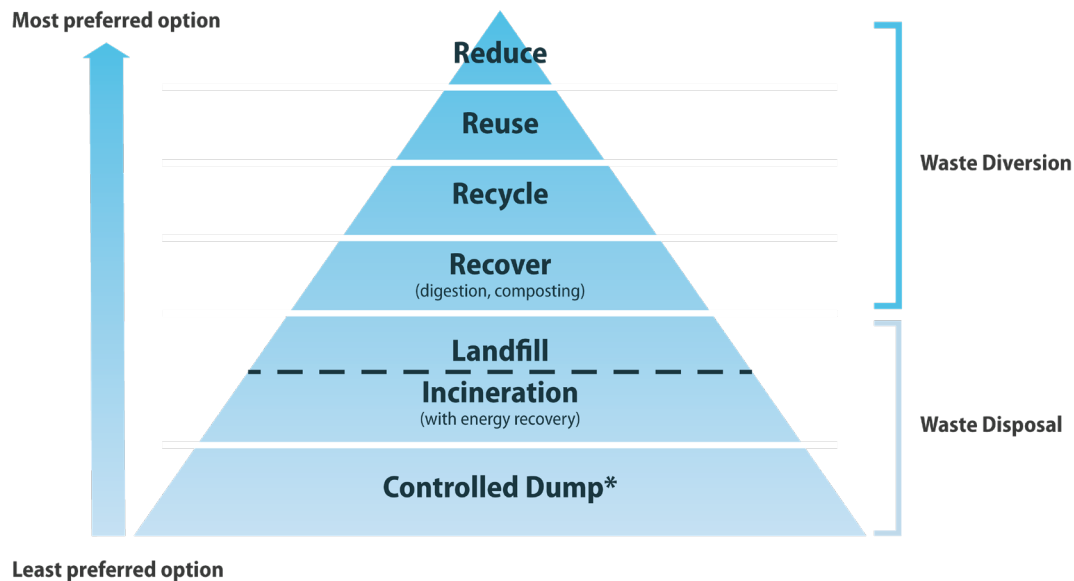 Most preferred option
Reduce
Reuse
Waste Diversion
Recycle
Recover
(digestion, composting)
Landfill
Incineration
(with energy recovery)
Waste Disposal
Controlled Dump*
Least preferred option